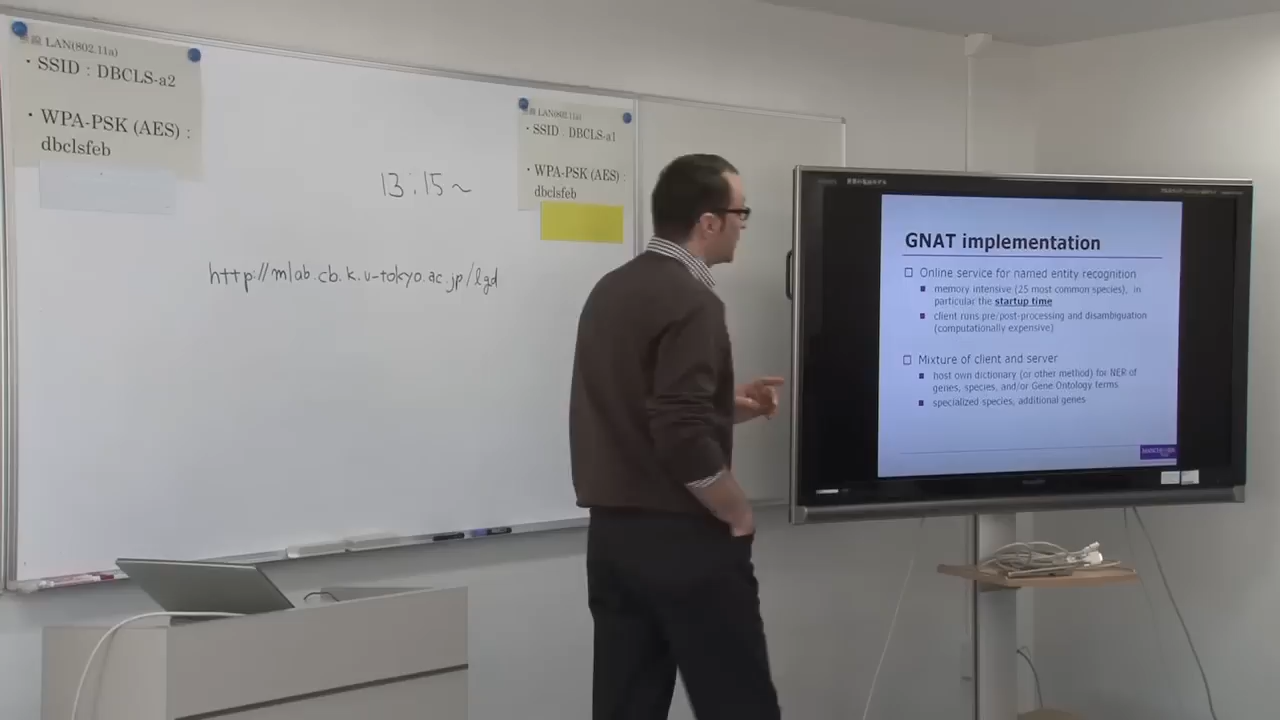 LAN(802.11a)
・SSID : DBCLS-a2
・WPA-PSK (AES) :
dbclsfeb
13:15~
http://mlab.cb.k.u-tokyo.ac.jp/lgd
LAN(802.11a)
・SSID : DBCLS-a1
・WPA-PSK (AES) :
dbclsfeb
GNAT implementation
Online service for named entity recognition
memory intensive (25 most common species), in
particular the startup time
client runs pre/post-processing and disambiguation
(computationally expensive)
Mixture of client and server
host own dictionary (or other method) for NER of
genes, species, and/or Gene Ontology terms
specialized species, additional genes